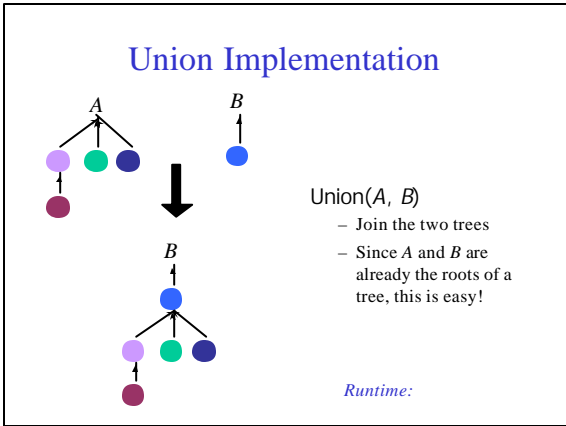 Union Implementation
A
B
B
Union(A, B)
– Join the two trees
– Since A and B are
already the roots of a
tree, this is easy!
Runtime: